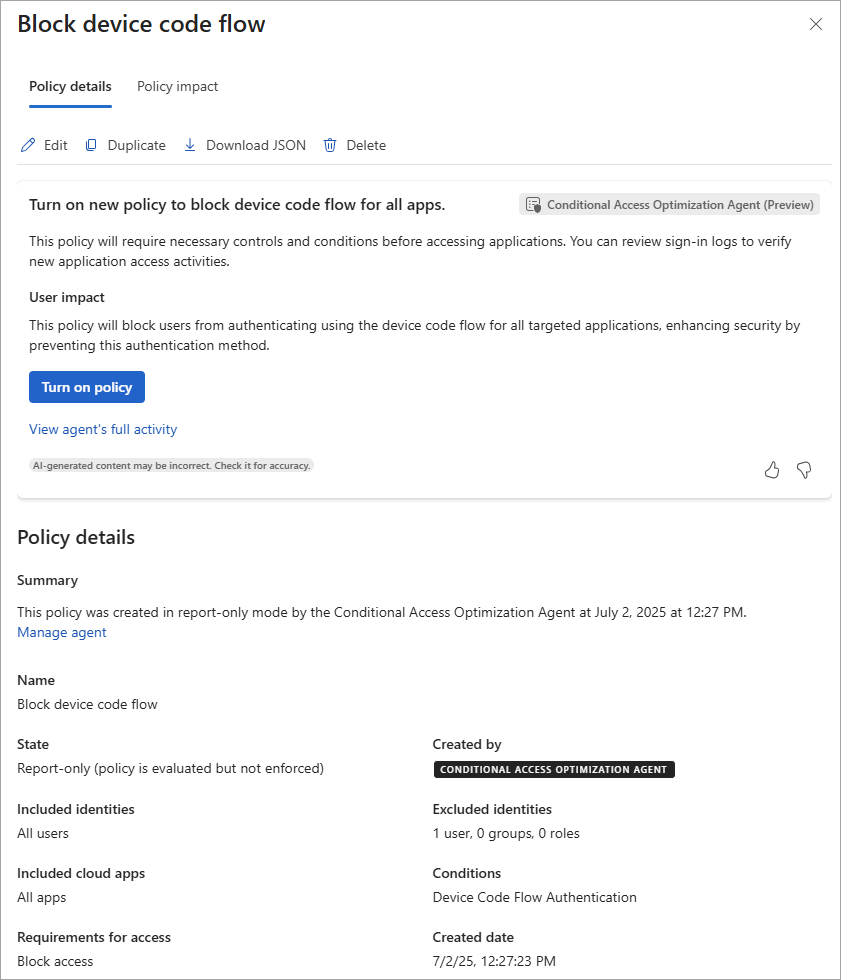 Block device code flow
Policy details
Policy impact
Edit
Duplicate
Download JSON
Delete
Turn on new policy to block device code flow for all apps.
Conditional Access Optimization Agent (Preview)
This policy will require necessary controls and conditions before accessing applications. You can review sign-in logs to verify
new application access activities.
User impact
This policy will block users from authenticating using the device code flow for all targeted applications, enhancing security by
preventing this authentication method.
Turn on policy
View agent's full activity
AI-generated content may be incorrect. Check it for accuracy.
Policy details
Summary
This policy was created in report-only mode by the Conditional Access Optimization Agent at July 2, 2025 at 12:27 PM.
Manage agent
Name
Block device code flow
State
Report-only (policy is evaluated but not enforced)
Created by
CONDITIONAL ACCESS OPTIMIZATION AGENT
Included identities
All users
Excluded identities
1 user, 0 groups, 0 roles
Included cloud apps
All apps
Conditions
Device Code Flow Authentication
Requirements for access
Block access
Created date
7/2/25, 12:27:23 PM